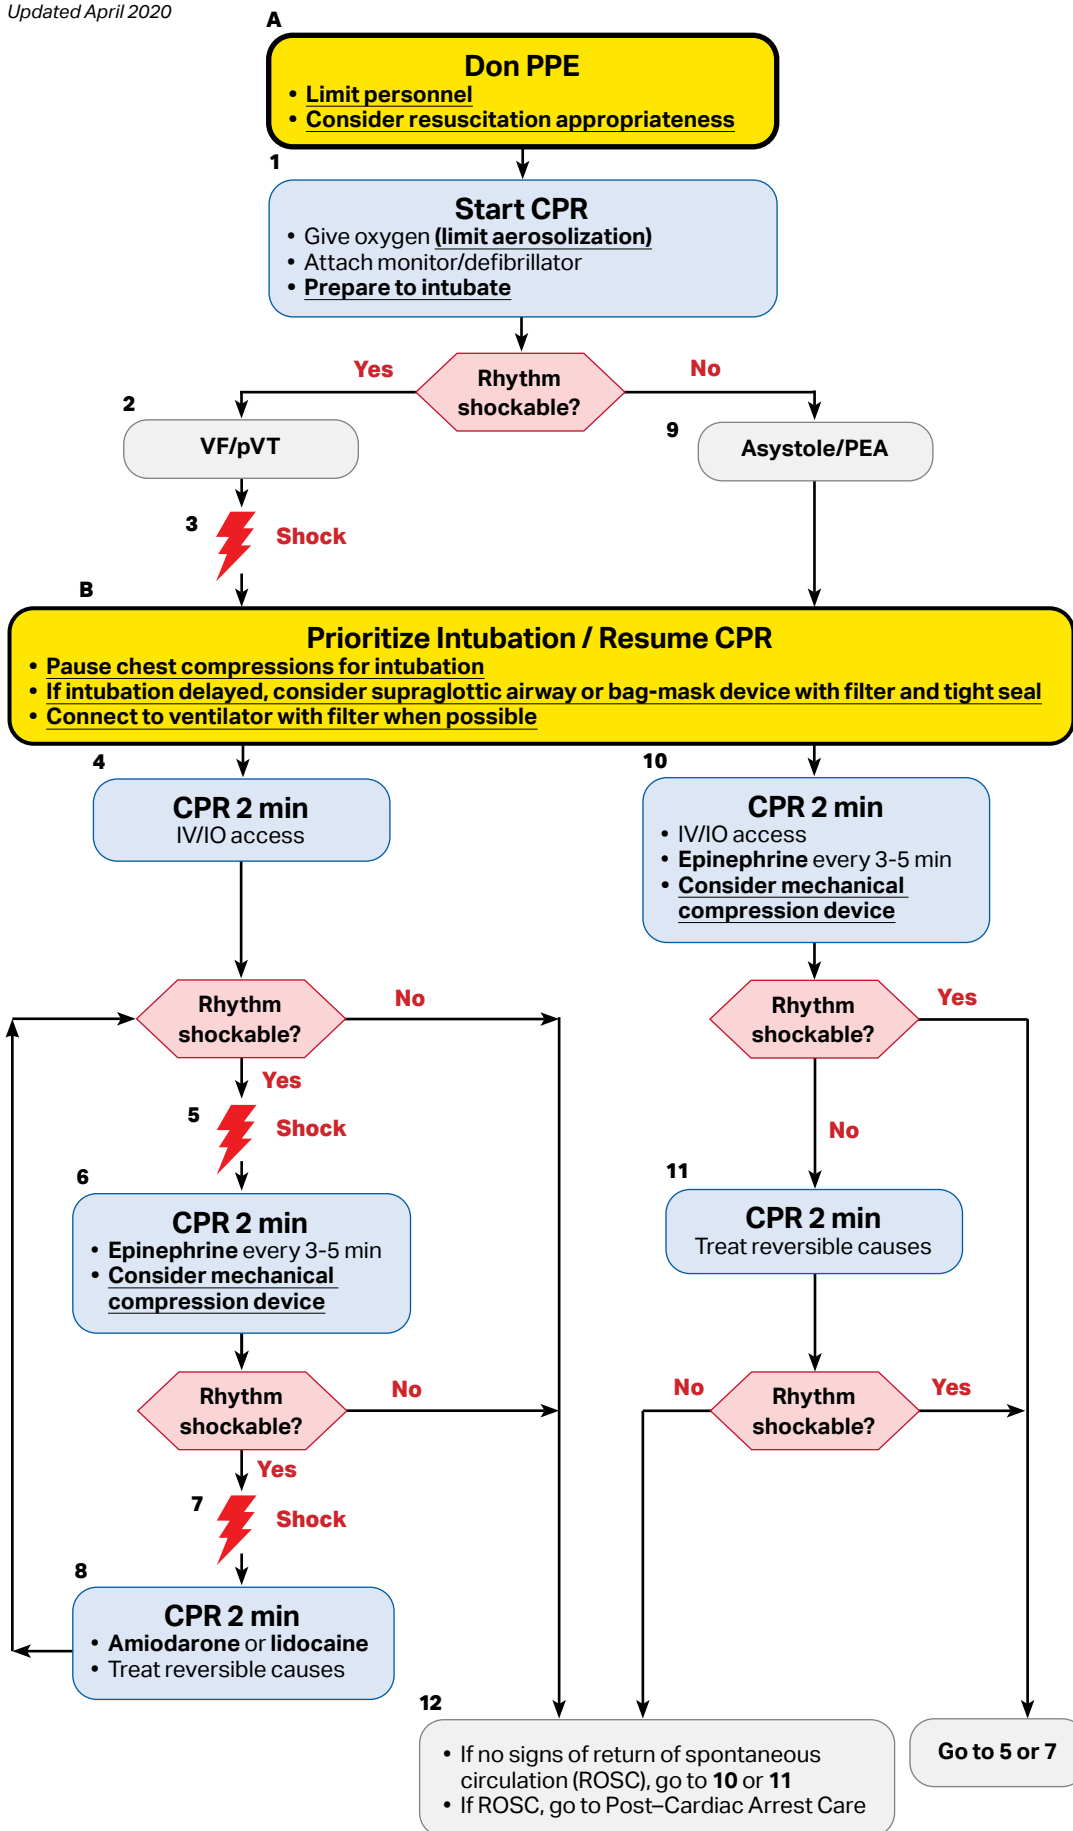 Updated April 2020
A
Don PPE
• Limit personnel
• Consider resuscitation appropriateness
1
Start CPR
• Give oxygen (limit aerosolization)
• Attach monitor/defibrillator
• Prepare to intubate
Yes
Rhythm
shockable?
No
2
VF/pVT
9
Asystole/PEA
3
Shock
B
Prioritize Intubation / Resume CPR
• Pause chest compressions for intubation
• If intubation delayed, consider supraglottic airway or bag-mask device with filter and tight seal
• Connect to ventilator with filter when possible
4
CPR 2 min
IV/IO access
10
CPR 2 min
• IV/IO access
• Epinephrine every 3-5 min
• Consider mechanical
compression device
Rhythm
shockable?
No
Yes
5
Shock
6
CPR 2 min
• Epinephrine every 3-5 min
• Consider mechanical
compression device
Rhythm
shockable?
Yes
No
11
CPR 2 min
Treat reversible causes
Rhythm
shockable?
No
Yes
7
Shock
8
CPR 2 min
• Amiodarone or lidocaine
• Treat reversible causes
No
Rhythm
shockable?
Yes
12
• If no signs of return of spontaneous
circulation (ROSC), go to 10 or 11
• If ROSC, go to Post–Cardiac Arrest Care
Go to 5 or 7